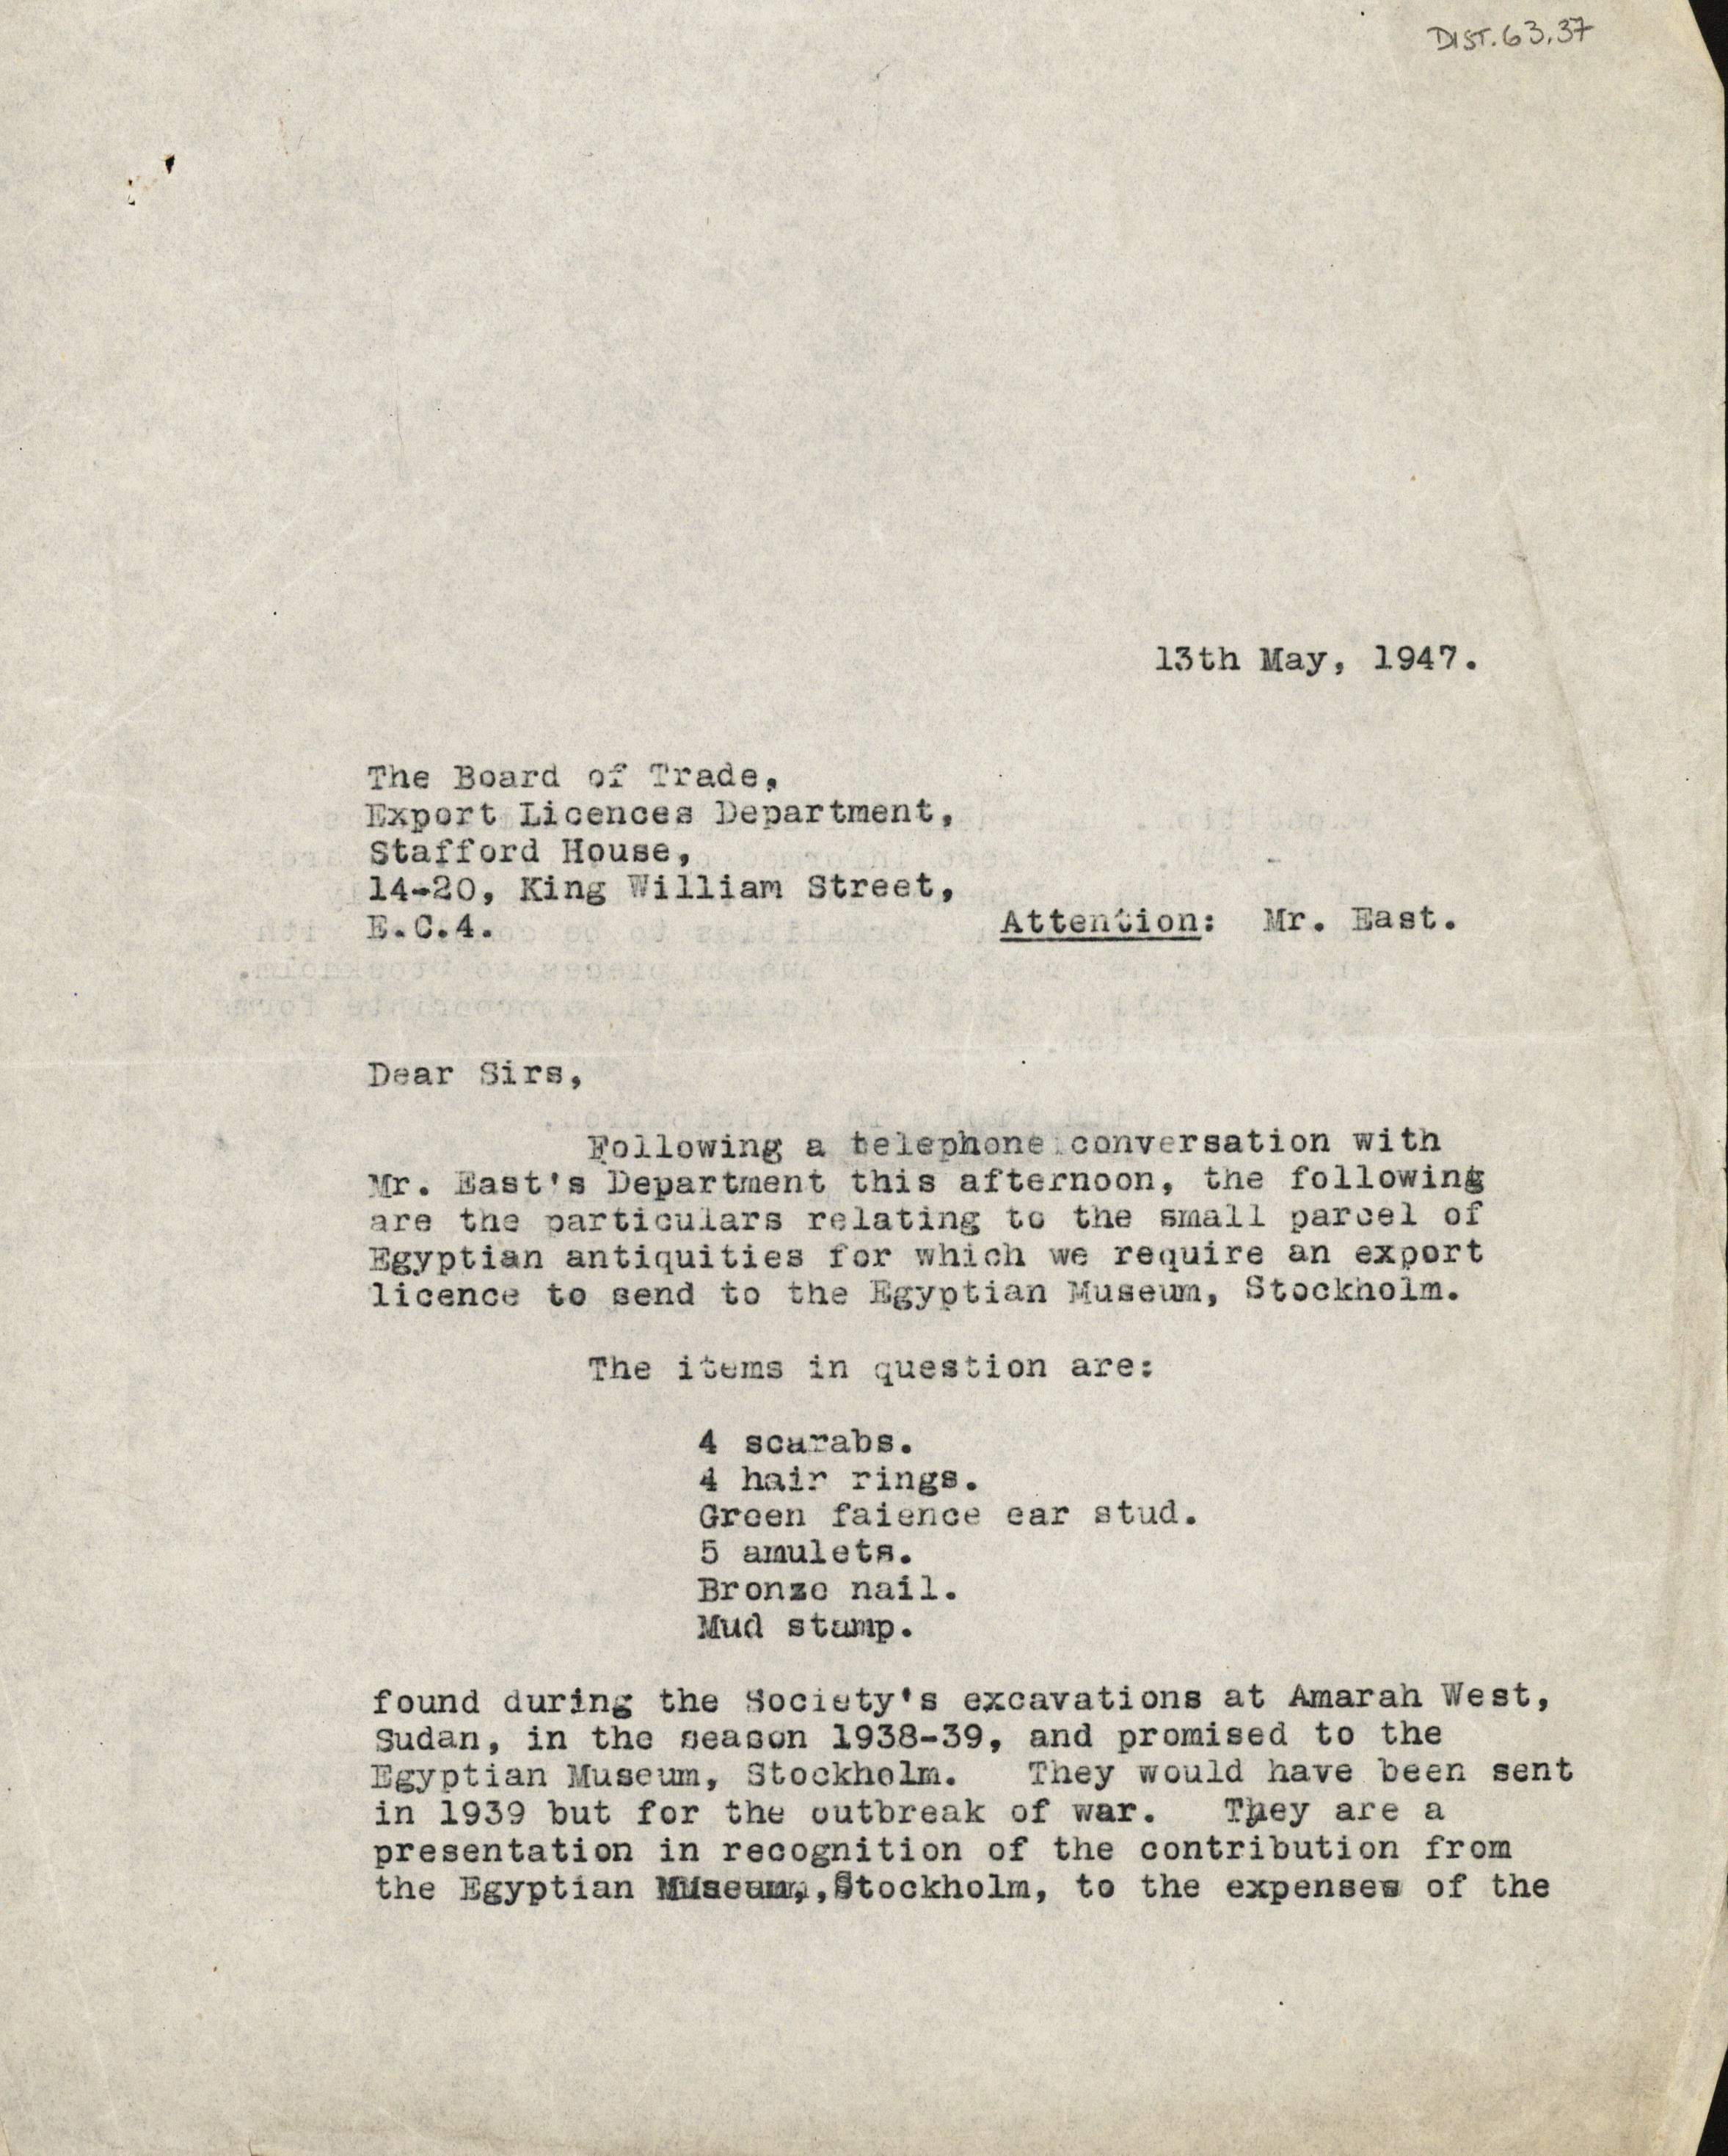 DIST.63.37
13th May, 1947.
The Board of Trade,
Export Licences Department,
Stafford House,
14-20, King William Street,
E.C.4.
Attention: Mr. East.
Dear Sirs,
Following a telephone conversation with
Mr. East's Department this afternoon, the following
are the particulars relating to the small parcel of
Egyptian antiquities for which we require an export
licence to send to the Egyptian Museum, Stockholm.
The items in question are:
4 scarabs.
4 hair rings.
Green faience ear stud.
5 amulets.
Bronze nail.
Mud stamp.
found during the Society's excavations at Amarah West,
Sudan, in the season 1938-39, and promised to the
Egyptian Museum, Stockholm. They would have been sent
in 1939 but for the outbreak of war. They are a
presentation in recognition of the contribution from
the Egyptian Museum, Stockholm, to the expenses of the